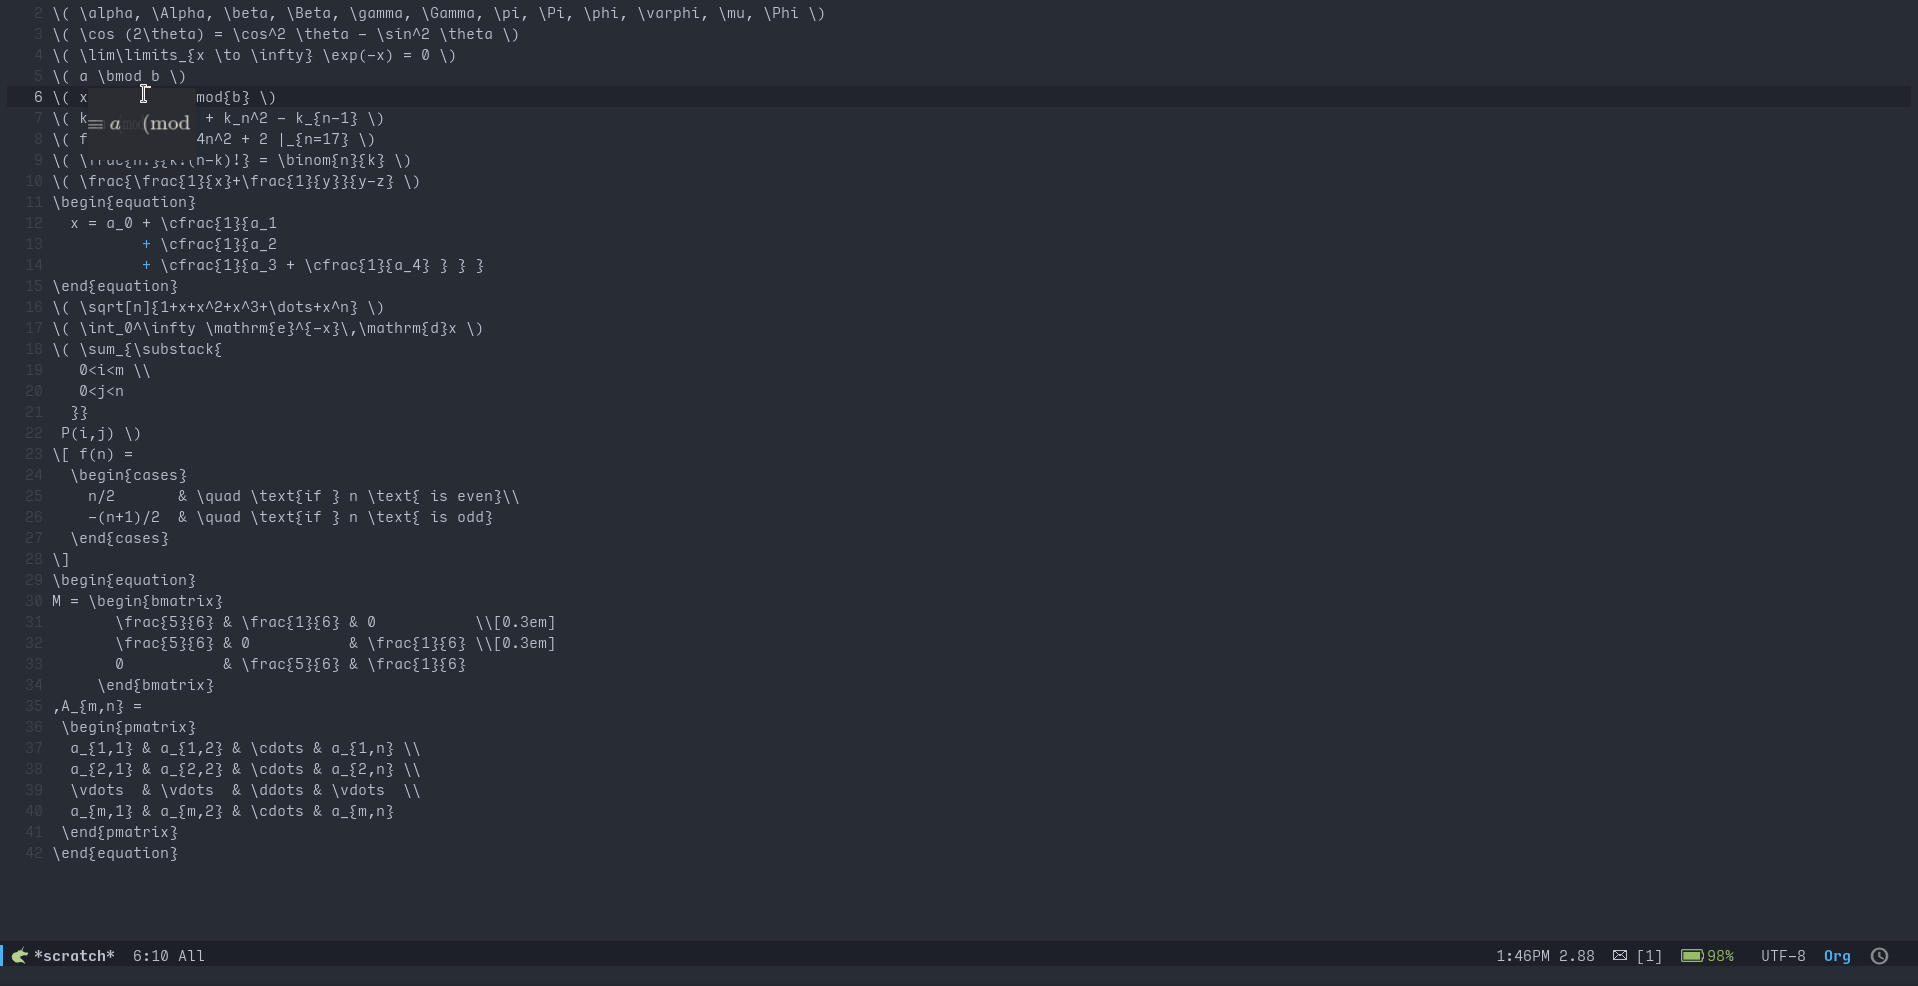 2 \( \alpha, \Alpha, \beta, \Beta, \gamma, \Gamma, \pi, \Pi, \phi, \varphi, \mu, \Phi \)
3 \( \cos (2\theta) = \cos^2 \theta - \sin^2 \theta \)
4 \( \lim\limits_{x \to \infty} \exp(-x) = 0 \)
5 \( a \bmod b \)
6 \( x mod{b} \)
7 \( k + k_n^2 - k_{n-1} \)
≡ a (mod
8 \( f 4n^2 + 2 |_{n=17} \)
9 \( \frac{n!}{k!(n-k)!} = \binom{n}{k} \)
10 \( \frac{\frac{1}{x}+\frac{1}{y}}{y-z} \)
11 \begin{equation}
12 x = a_0 + \cfrac{1}{a_1
13 + \cfrac{1}{a_2
14 + \cfrac{1}{a_3 + \cfrac{1}{a_4} } } }
15 \end{equation}
16 \( \sqrt[n]{1+x+x^2+x^3+\dots+x^n} \)
17 \( \int_0^\infty \mathrm{e}^{-x}\,\mathrm{d}x \)
18 \( \sum_{\substack{
19 0<i<m \\
20 0<j<n
21 }}
22 P(i,j) \)
23 \[ f(n) =
24 \begin{cases}
25 n/2 & \quad \text{if } n \text{ is even}\\
26 -(n+1)/2 & \quad \text{if } n \text{ is odd}
27 \end{cases}
28 \]
29 \begin{equation}
30 M = \begin{bmatrix}
31 \frac{5}{6} & \frac{1}{6} & 0 \\[0.3em]
32 \frac{5}{6} & 0 & \frac{1}{6} \\[0.3em]
33 0 & \frac{5}{6} & \frac{1}{6}
34 \end{bmatrix}
35 ,A_{m,n} =
36 \begin{pmatrix}
37 a_{1,1} & a_{1,2} & \cdots & a_{1,n} \\
38 a_{2,1} & a_{2,2} & \cdots & a_{2,n} \\
39 \vdots & \vdots & \ddots & \vdots \\
40 a_{m,1} & a_{m,2} & \cdots & a_{m,n}
41 \end{pmatrix}
42 \end{equation}
*scratch* 6:10 All 1:46PM 2.88 [1] 98% UTF-8 Org